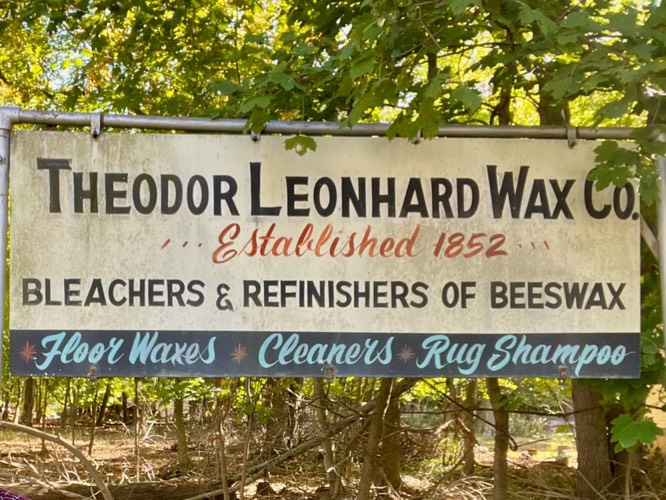 THEODOR LEONHARD WAX CO.
Established 1852
BLEACHERS & REFINISHERS OF BEESWAX
Floor Waxes Cleaners Rug Shampoo